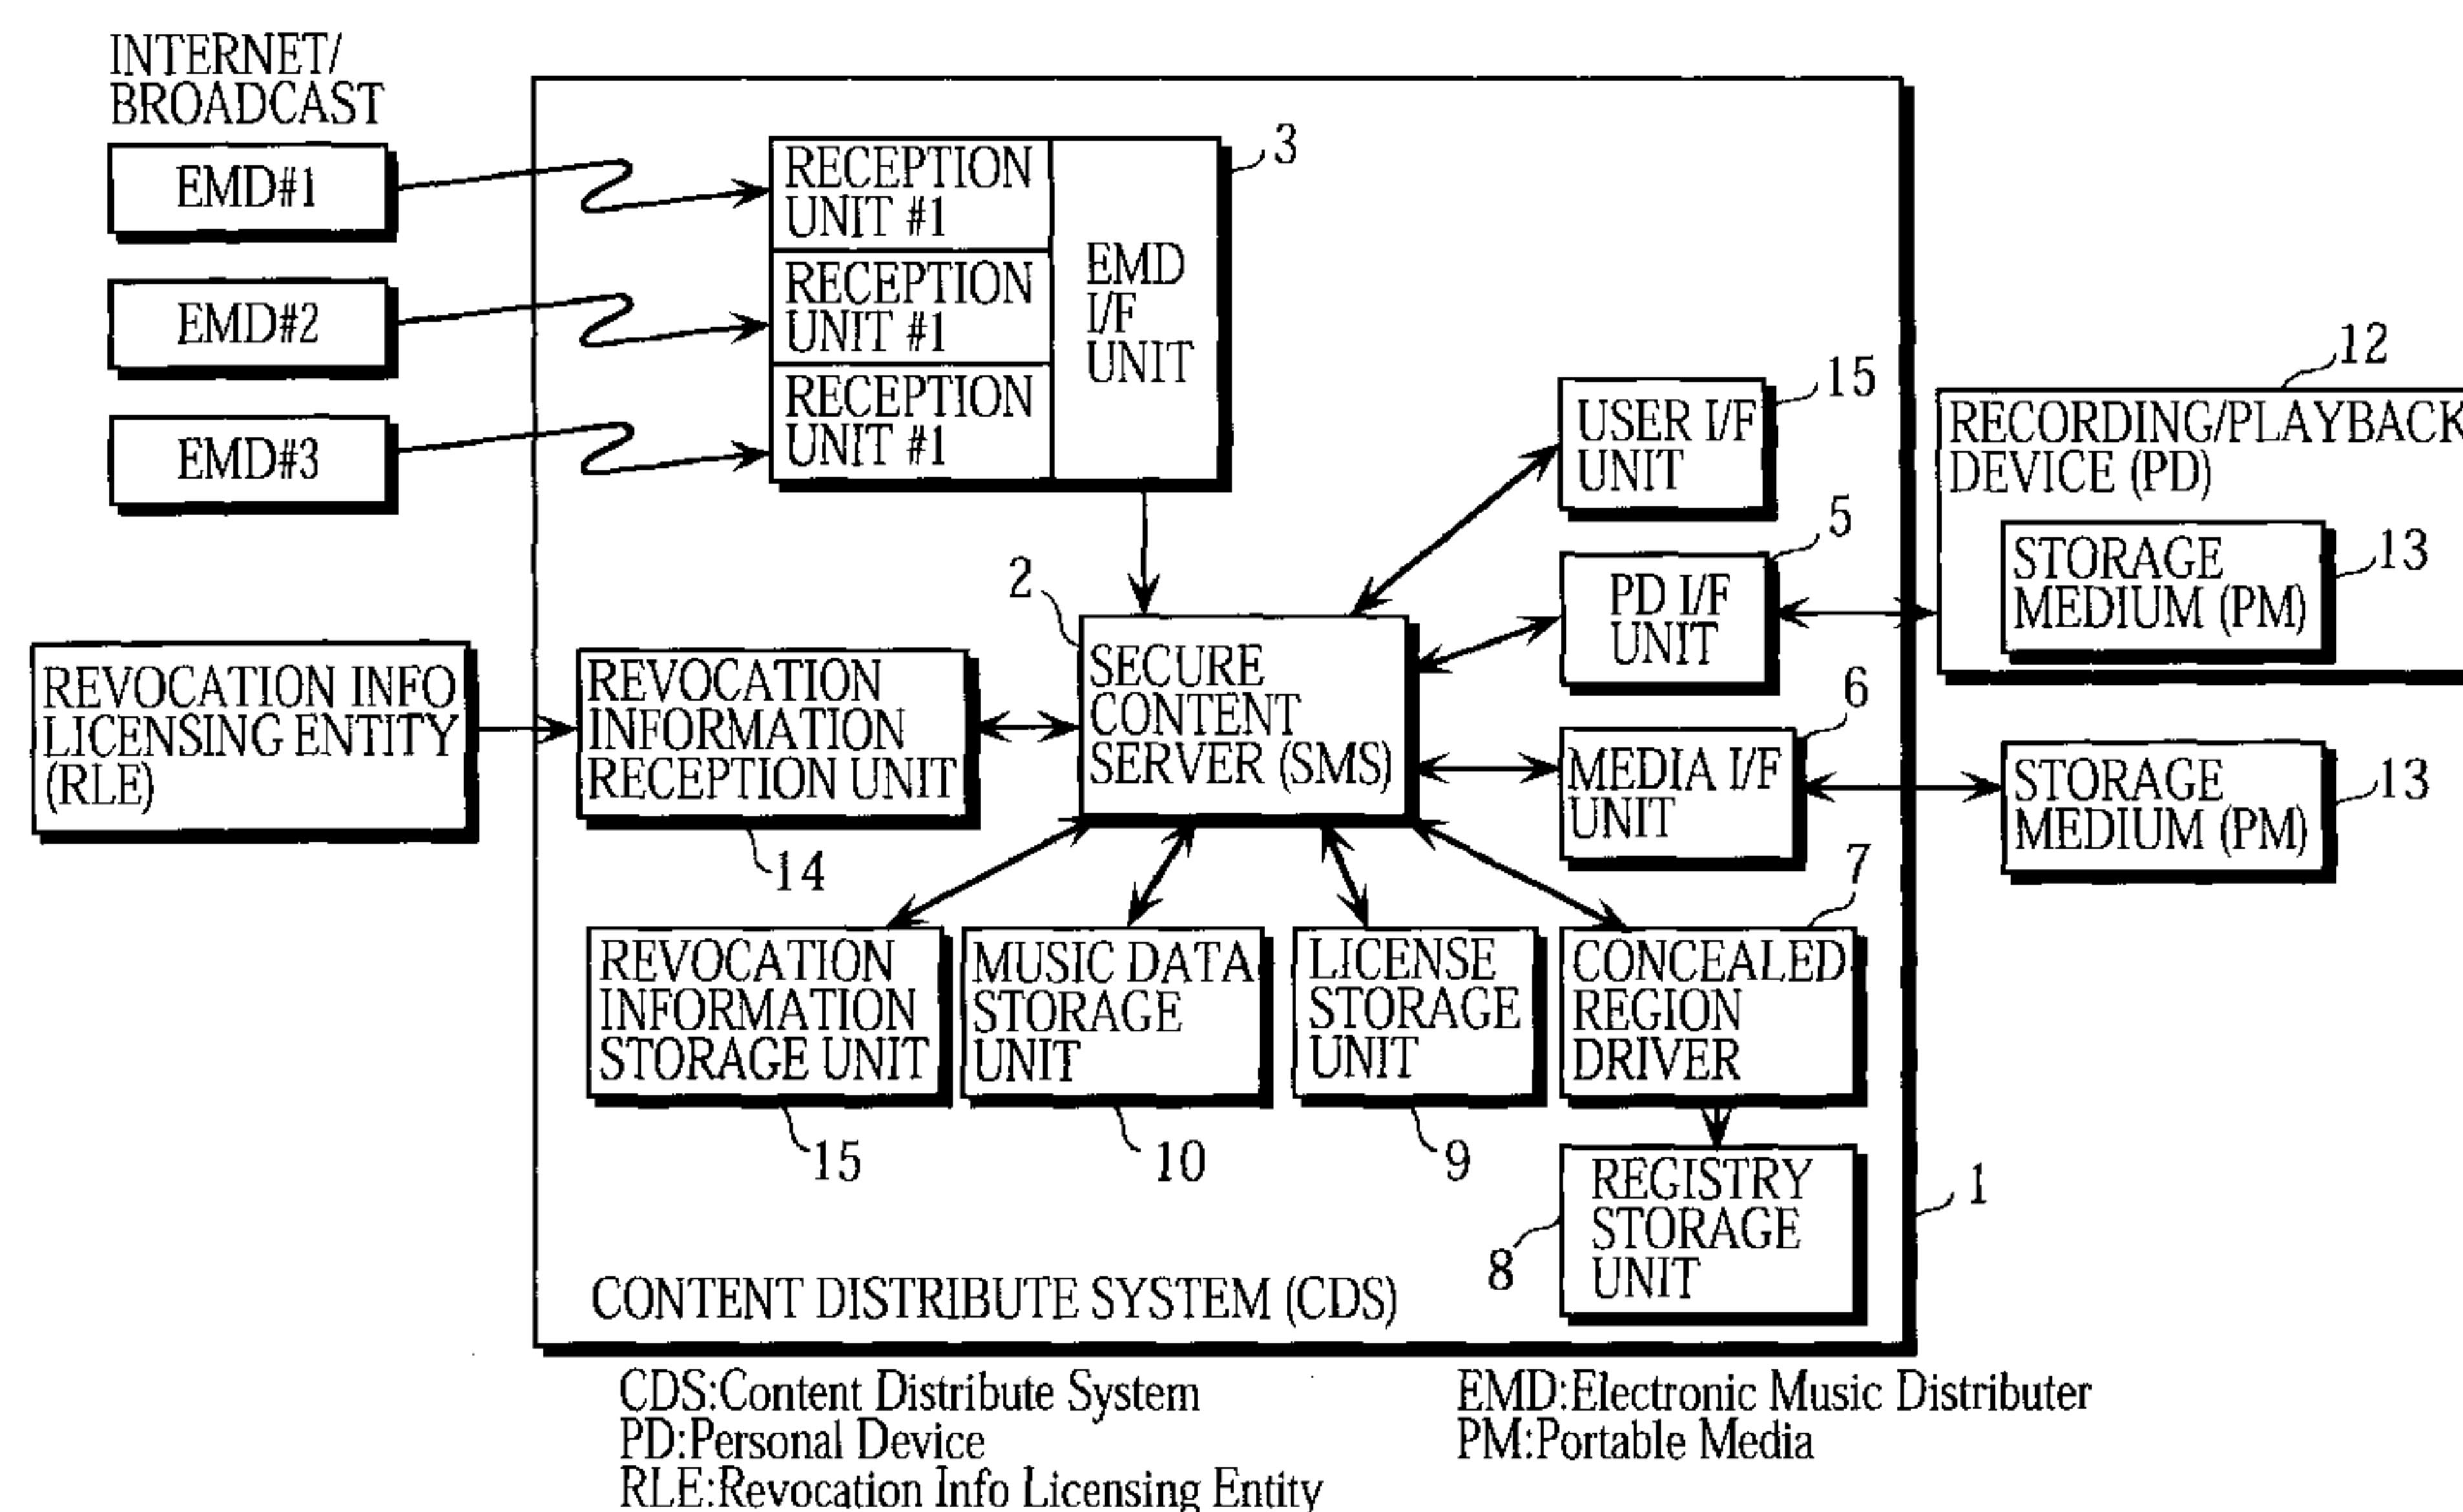 INTERNET/
BROADCAST
EMD#1
EMD#2
EMD#3
RECEPTION
UNIT #1
RECEPTION
UNIT #1
RECEPTION
UNIT #1
EMD
I/F
UNIT
3
USER I/F
UNIT
15
12
RECORDING/PLAYBACK
DEVICE (PD)
STORAGE
MEDIUM (PM)
13
PD I/F
UNIT
5
2
SECURE
CONTENT
SERVER (SMS)
REVOCATION INFO
LICENSING ENTITY
(RLE)
REVOCATION
INFORMATION
RECEPTION UNIT
14
MEDIA I/F
UNIT
6
STORAGE
MEDIUM (PM)
13
REVOCATION
INFORMATION
STORAGE UNIT
15
MUSIC DATA
STORAGE
UNIT
10
LICENSE
STORAGE
UNIT
9
CONCEALED
REGION
DRIVER
7
REGISTRY
STORAGE
UNIT
8
1
CONTENT DISTRIBUTE SYSTEM (CDS)
CDS:Content Distribute System
PD:Personal Device
RLE:Revocation Info Licensing Entity
EMD:Electronic Music Distributer
PM:Portable Media